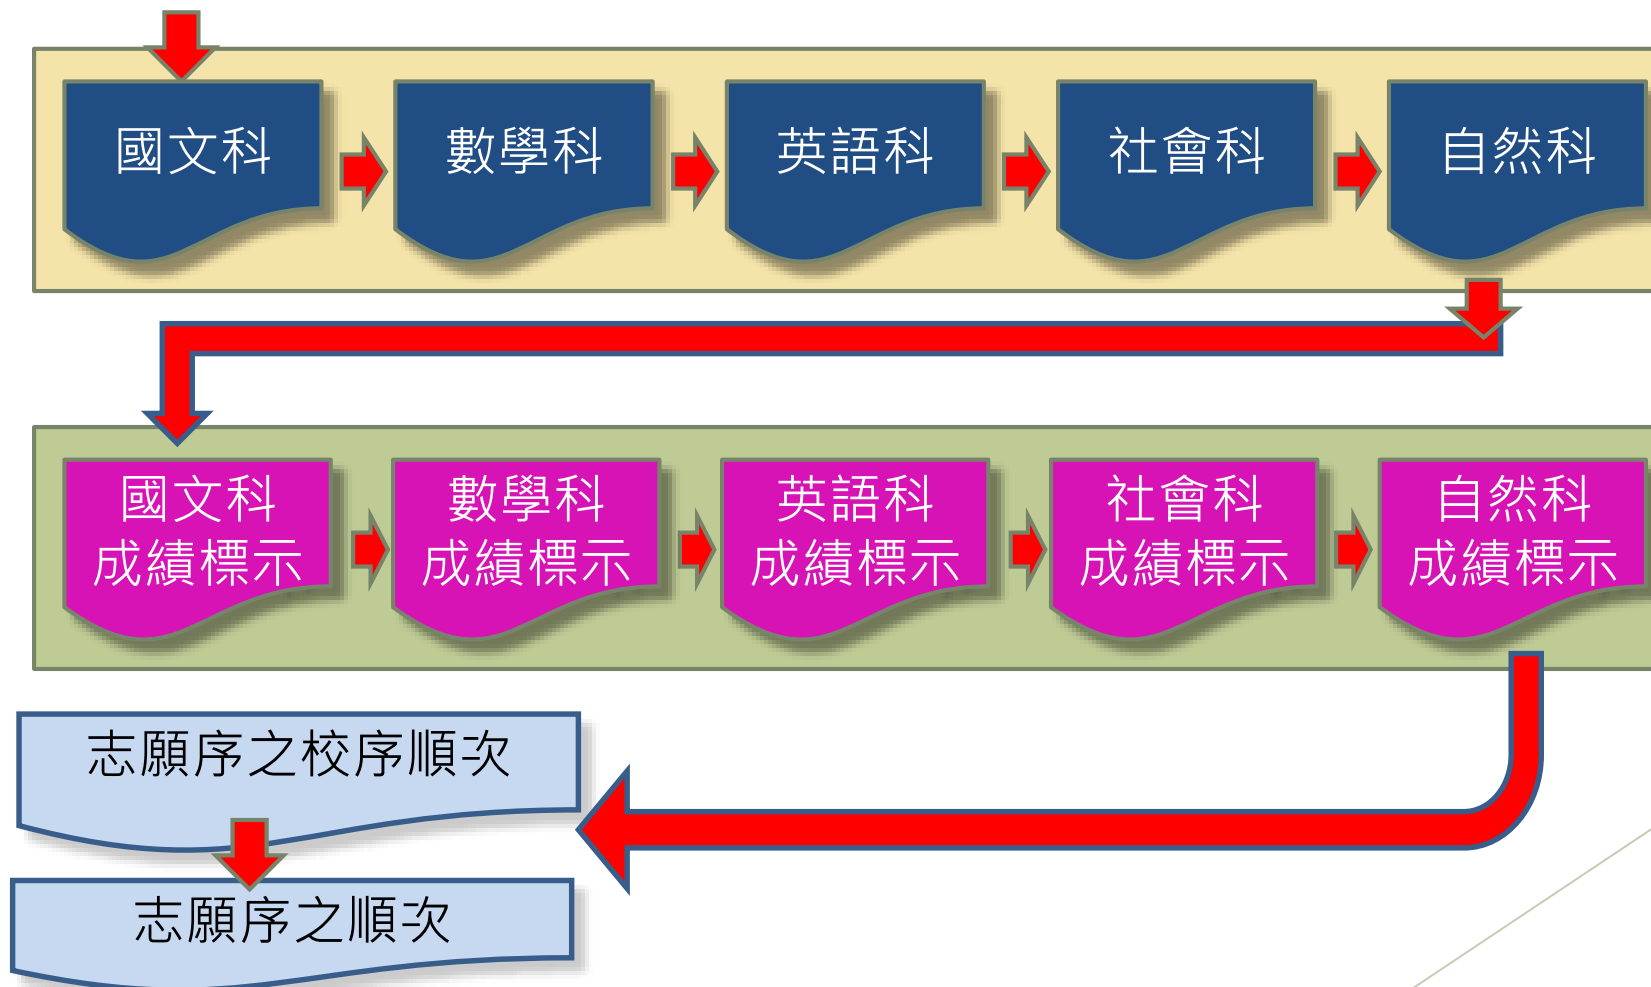 國文科
數學科
英語科
社會科
自然科
國文科
成績標示
數學科
成績標示
英語科
成績標示
社會科
成績標示
自然科
成績標示
志願序之校序順次
志願序之順次